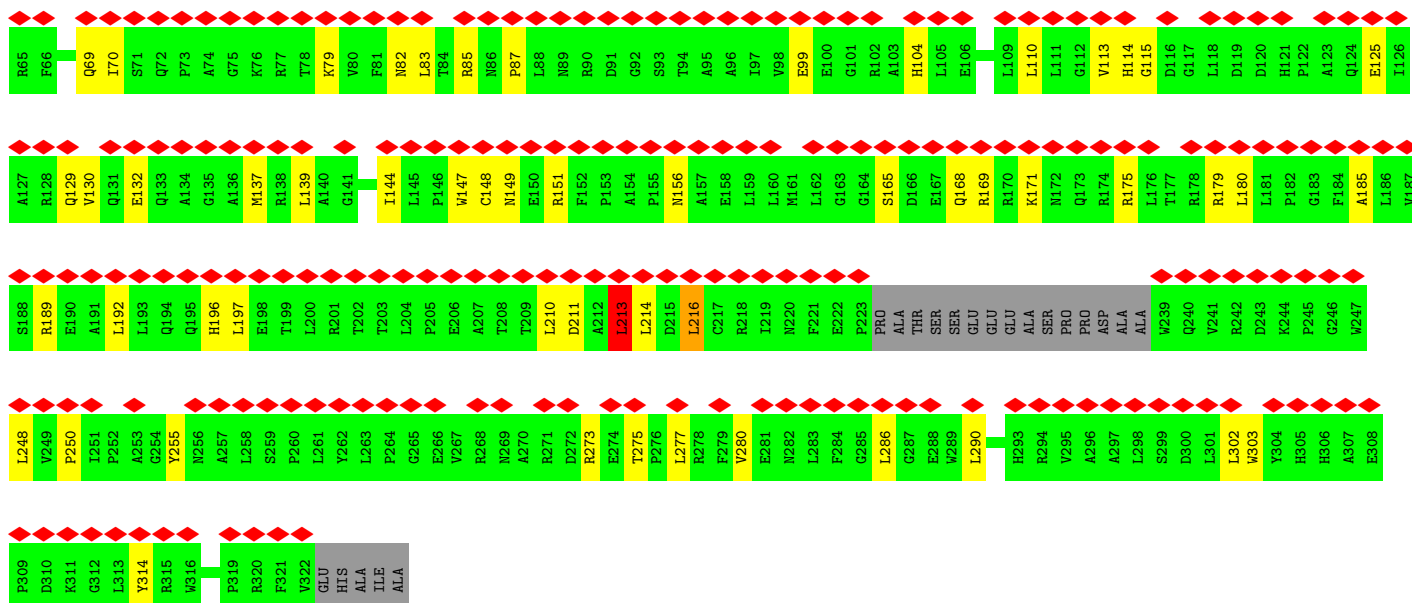 R65 F66 Q69 I70 S71 Q72 P73 A74 G75 K76 R77 T78 K79 V80 F81 N82 L83 T84 R85 N86 P87 L88 N89 R90 D91 G92 S93 T94 A95 A96 I97 V98 E99 E100 G101 R102 A103 H104 L105 E106 L109 L110 L111 G112 V113 H114 G115 D116 G117 L118 D119 D120 H121 P122 A123 Q124 E125 I126
A127 R128 Q129 V130 Q131 E132 Q133 A134 G135 A136 M137 R138 L139 A140 G141 I144 L145 P146 W147 C148 N149 E150 R151 F152 P153 A154 P155 N156 A157 E158 L159 L160 M161 L162 G163 G164 S165 D166 E167 Q168 R169 R170 K171 N172 Q173 R174 R175 L176 T177 R178 R179 L180 L181 P182 G183 F184 A185 L186 V187
S188 R189 E190 A191 L192 L193 Q194 Q195 H196 L197 E198 T199 L200 R201 T202 T203 L204 P205 E206 A207 T208 T209 L210 D211 A212 L213 L214 D215 L216 C217 R218 I219 N220 F221 E222 P223 PRO ALA THR SER SER GLU GLU GLU ALA SER PRO PRO ASP ALA ALA W239 Q240 V241 R242 D243 K244 P245 G246 W247
L248 V249 P250 I251 P252 A253 G254 Y255 N256 A257 L258 S259 P260 L261 Y262 L263 P264 G265 E266 V267 R268 N269 A270 R271 D272 R273 E274 T275 P276 L277 R278 F279 V280 E281 N282 L283 F284 G285 L286 G287 E288 W289 L290 H293 R294 V295 A296 A297 L298 S299 D300 L301 L302 W303 Y304 H305 H306 A307 E308
P309 D310 K311 G312 L313 Y314 R315 W316 P319 R320 F321 V322 GLU HIS ALA ILE ALA